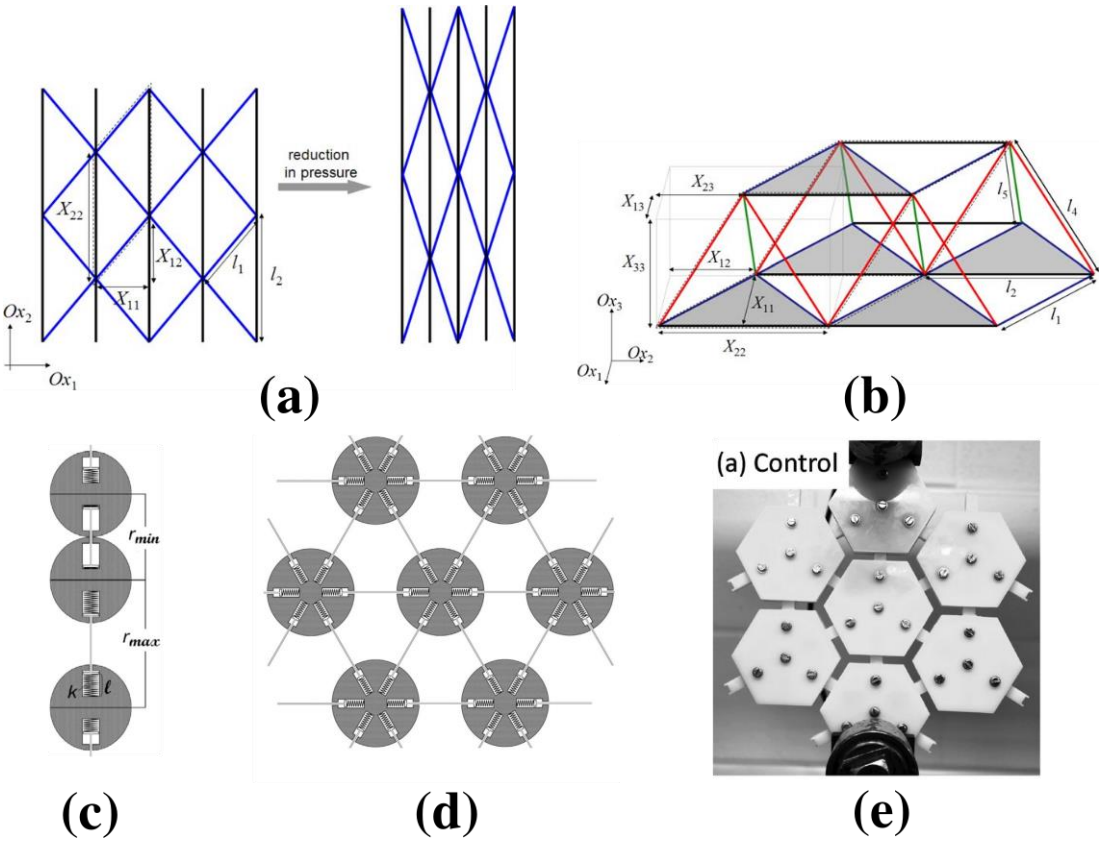 reduction
in pressure
X22
X12
l1
l2
X11
Ox2
Ox1
(a)
X23
X13
l5
l4
X33
X12
X11
l2
l1
Ox3
X22
Ox2
Ox1
(b)
rmin
rmax
k
ℓ
(c)
(d)
(a) Control
(e)